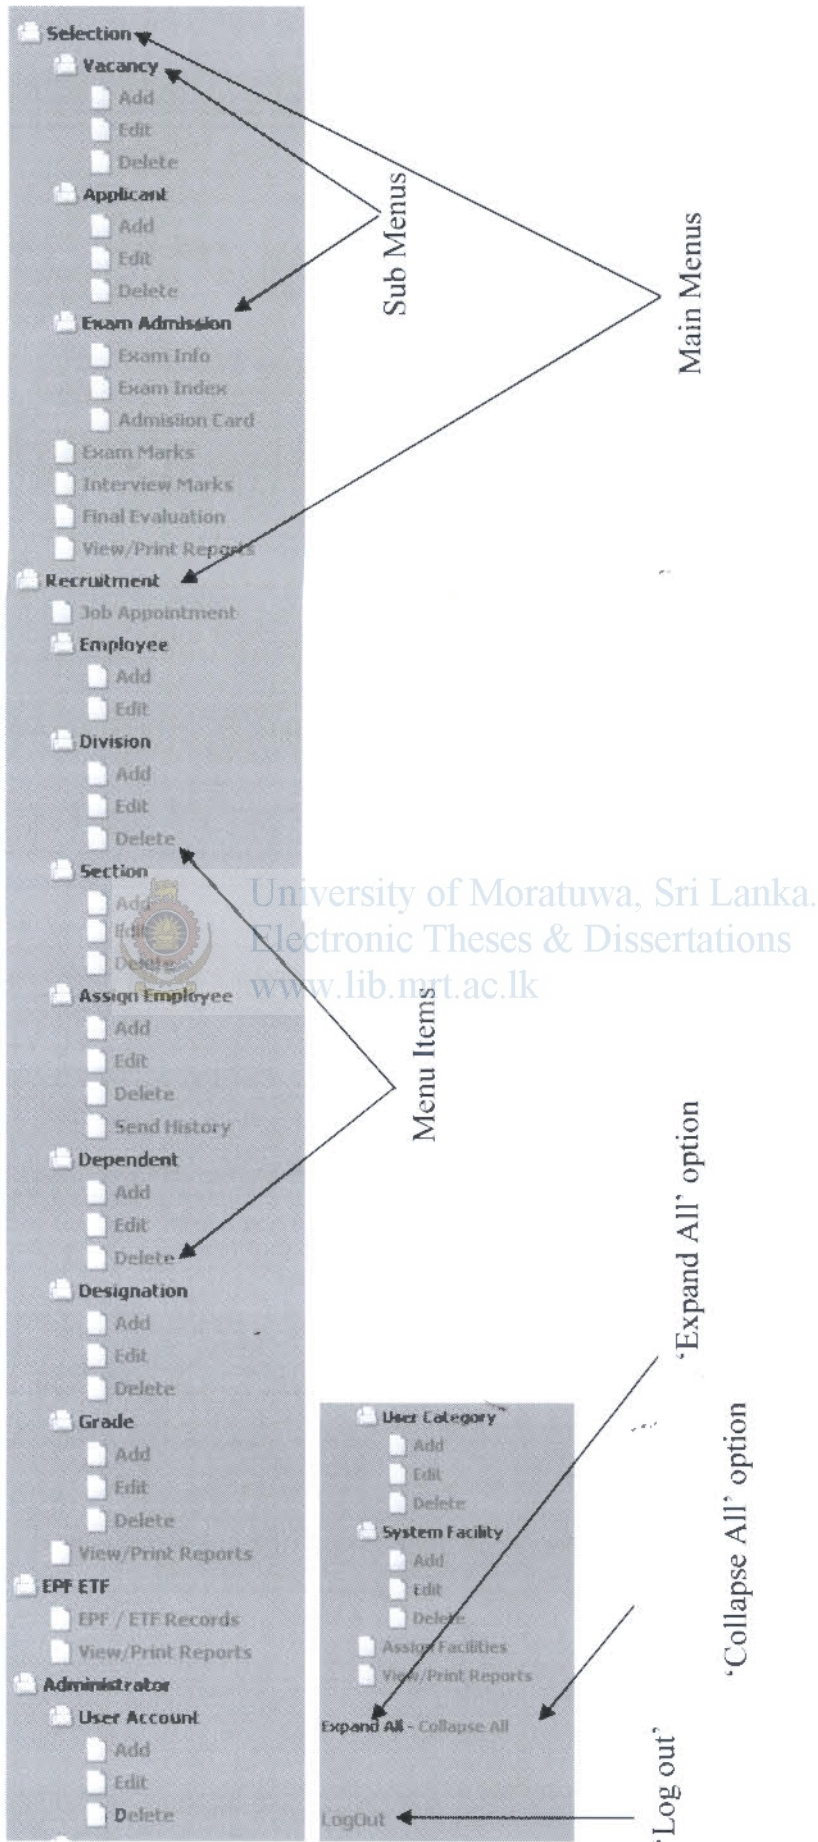 Selection
Vacancy
Add
Edit
Delete
Applicant
Add
Edit
Delete
Exam Admission
Exam Info
Exam Index
Admistion Card
Exam Marks
Interview Marks
Final Evaluation
View/Print Reports
Recruitment
Job Appointment
Employee
Add
Edit
Division
Add
Edit
Delete
Section
Add
Edit
Delete
Assign Employee
Add
Edit
Delete
Send History
Dependent
Add
Edit
Delete
Designation
Add
Edit
Delete
Grade
Add
Edit
Delete
View/Print Reports
EPF ETF
EPF / ETF Records
View/Print Reports
Administrator
User Account
Add
Edit
Delete
User Category
Add
Edit
Delete
System Facility
Add
Edit
Delete
Assign Facilities
View/Print Reports
Expand All - Collapse All
LogOut
Sub Menus
Main Menus
Menu Items
‘Expand All’ option
‘Collapse All’ option
‘Log out’
University of Moratuwa, Sri Lanka.
Electronic Theses & Dissertations
www.lib.mrt.ac.lk